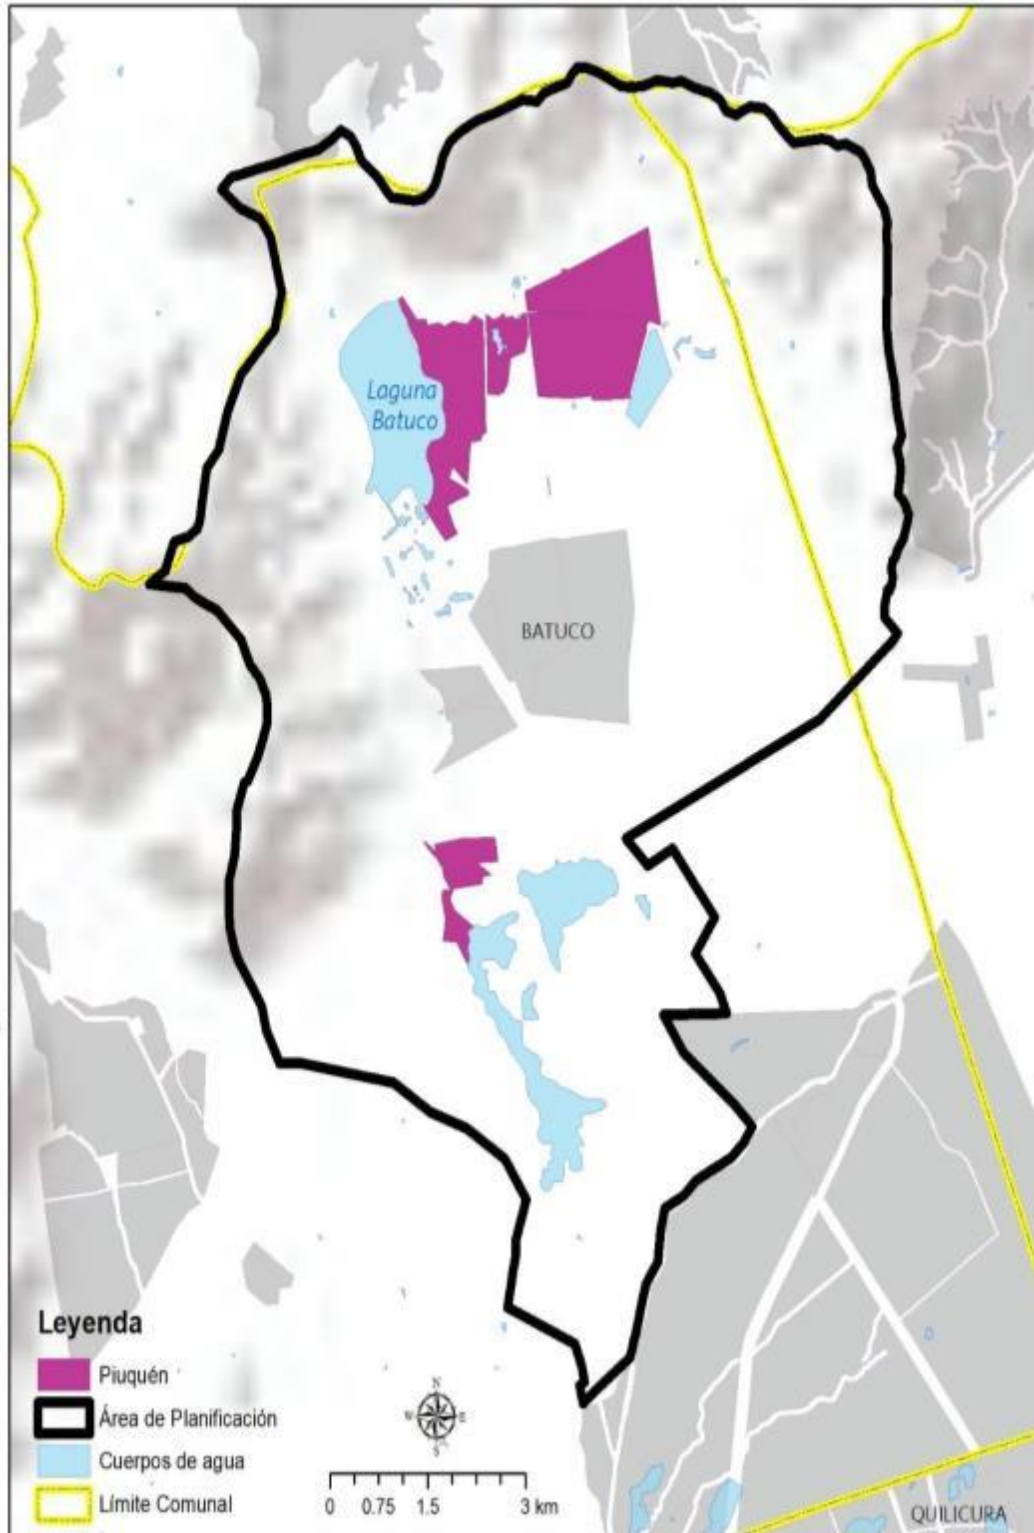 Laguna
Batuco
BATUCO
Leyenda
Piuquén
Área de Planificación
Cuerpos de agua
Límite Comunal
N
W E
S
0 0.75 1.5 3 km
QUILICURA